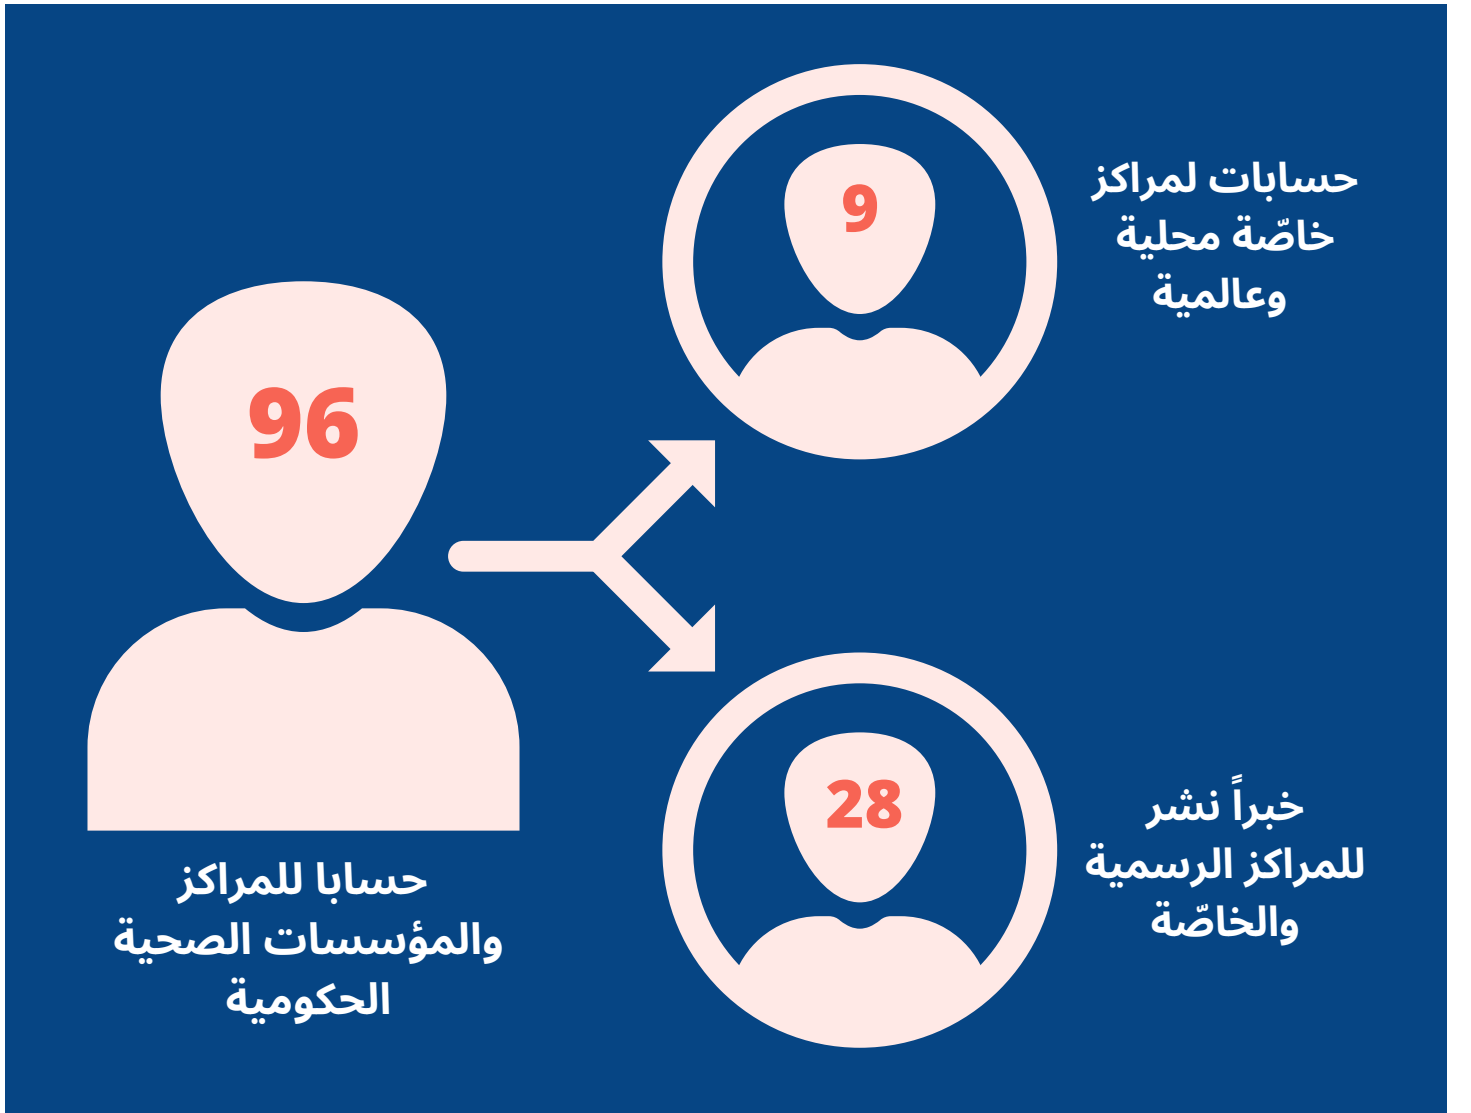 9
حسابات لمراكز
خاصّة محلية
وعالمية
96
حسابا للمراكز
والمؤسسات الصحية
الحكومية
28
خبراً نشر
للمراكز الرسمية
والخاصّة